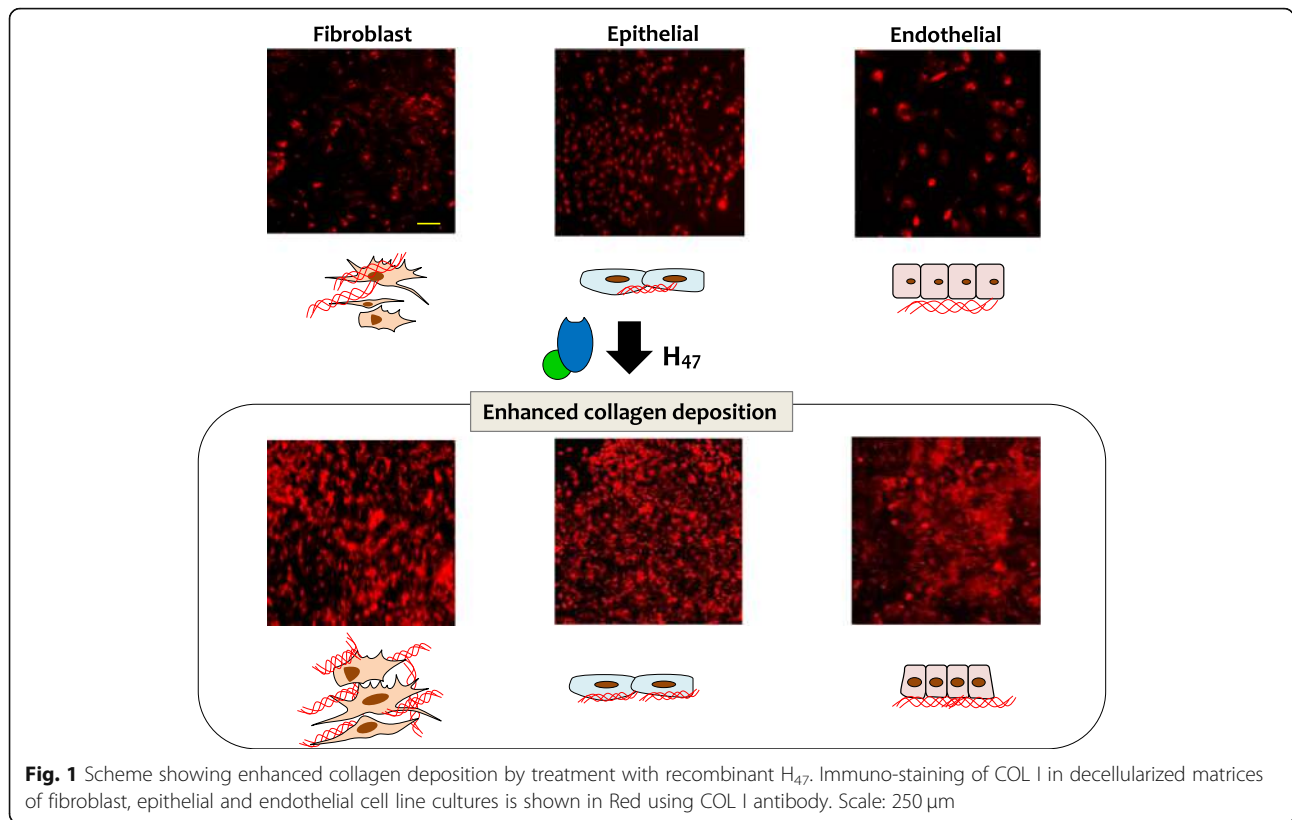 Fibroblast
Epithelial
Endothelial
H₄₇
Enhanced collagen deposition
Fig. 1 Scheme showing enhanced collagen deposition by treatment with recombinant H₄₇. Immuno-staining of COL I in decellularized matrices
of fibroblast, epithelial and endothelial cell line cultures is shown in Red using COL I antibody. Scale: 250 μm